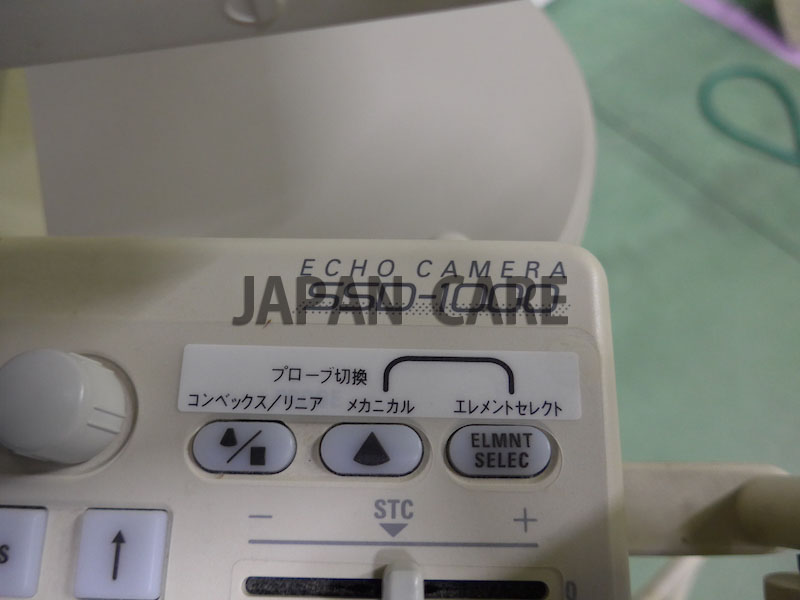 ECHO CAMERA
SSD-1000
JAPAN CARE
プローブ切換
コンベックス／リニア メカニカル エレメントセレクト
ELMNT
SELEC
− STC +
S
↑